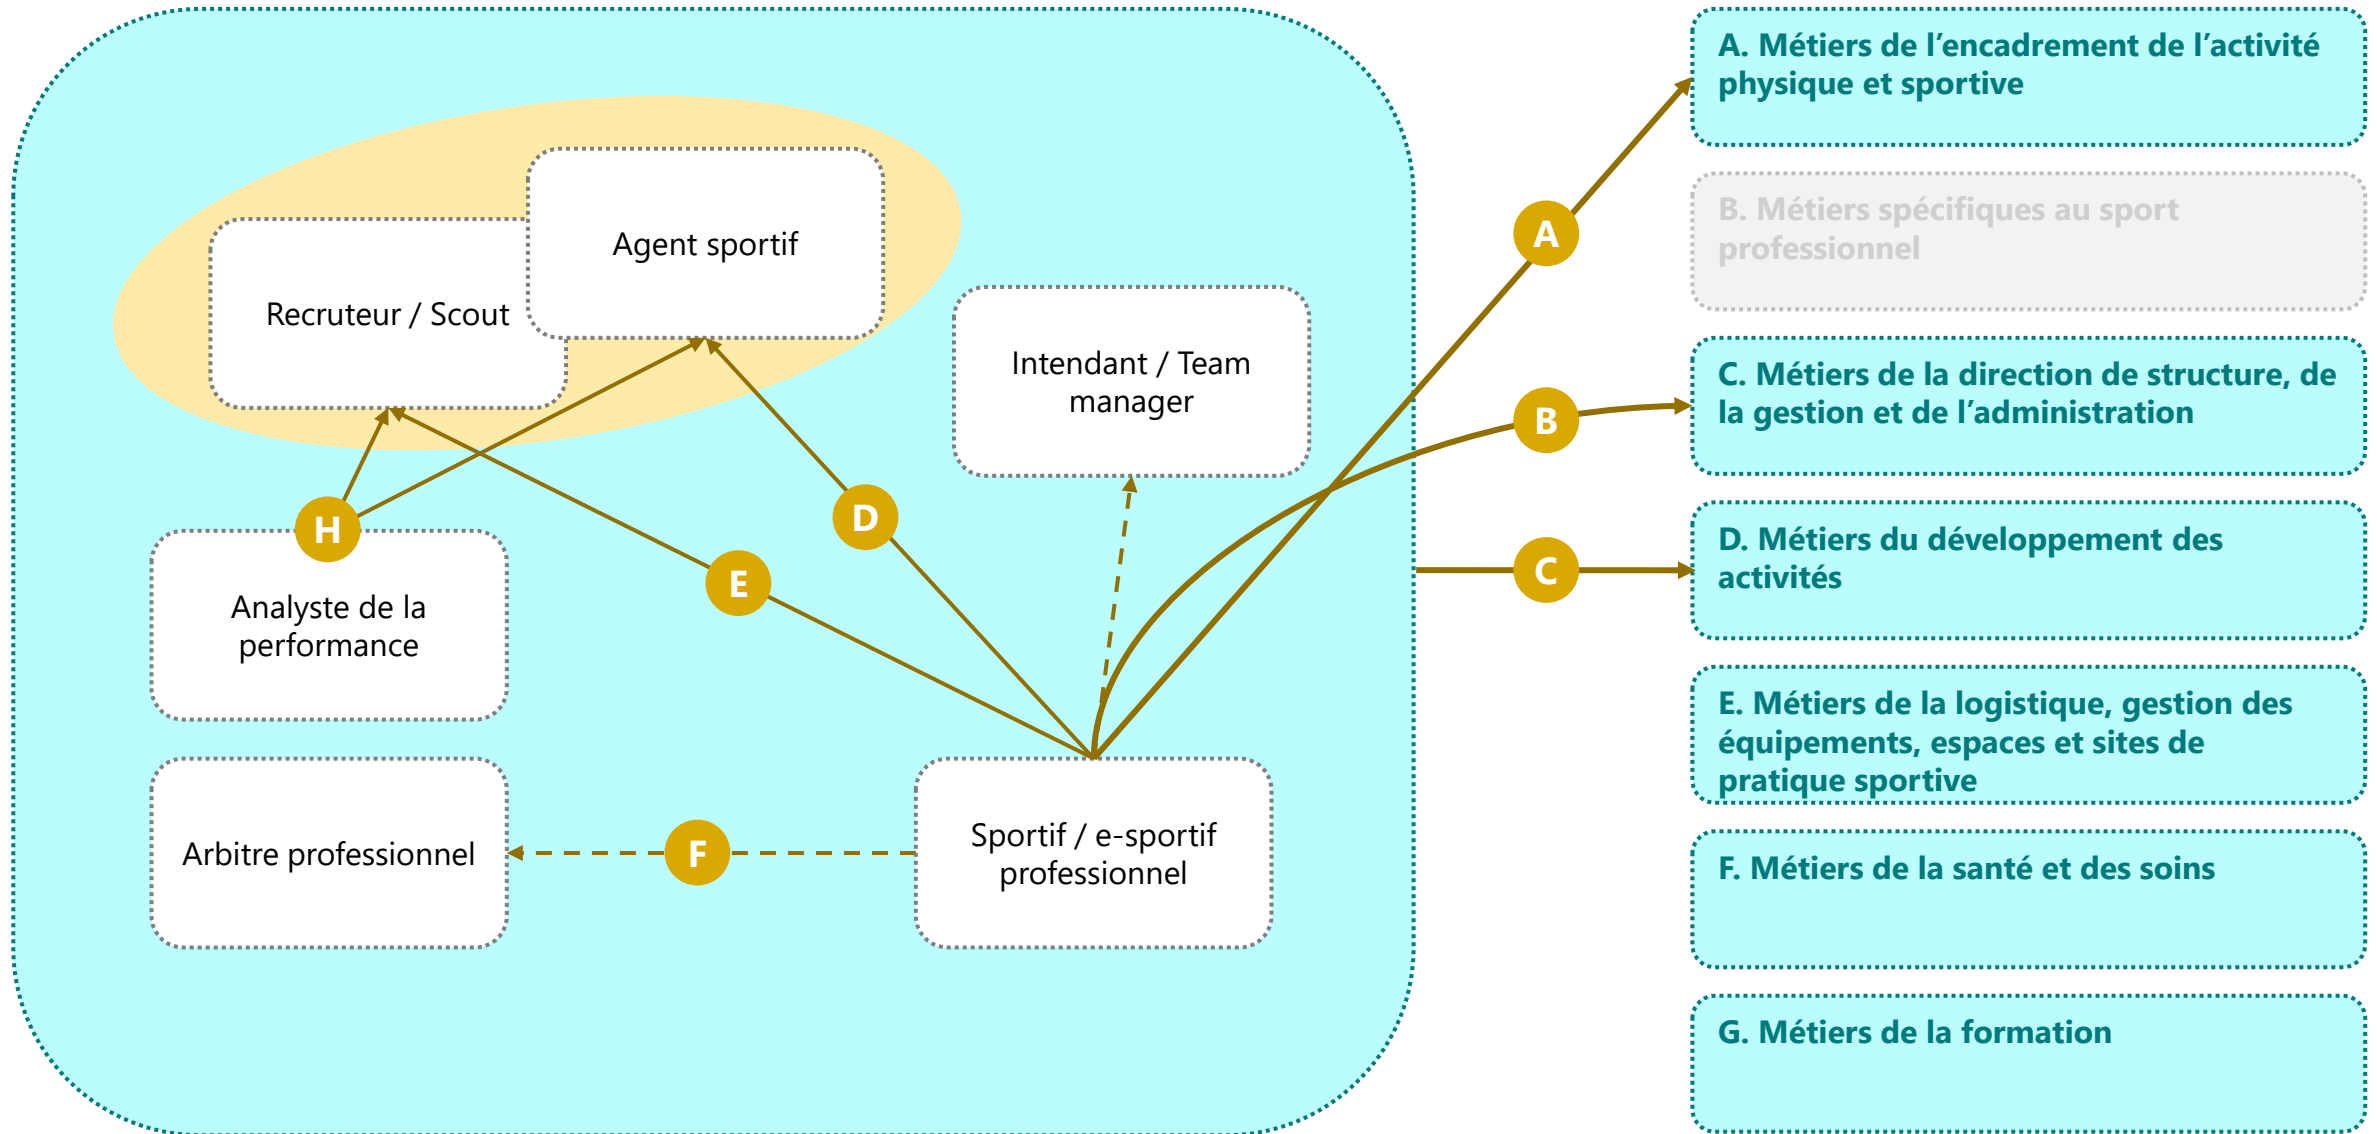 Agent sportif
Recruteur / Scout
Intendant / Team
manager
H
D
E
Analyste de la
performance
Arbitre professionnel
F
Sportif / e-sportif
professionnel
A
B
C
A. Métiers de l’encadrement de l’activité
physique et sportive
B. Métiers spécifiques au sport
professionnel
C. Métiers de la direction de structure, de
la gestion et de l’administration
D. Métiers du développement des
activités
E. Métiers de la logistique, gestion des
équipements, espaces et sites de
pratique sportive
F. Métiers de la santé et des soins
G. Métiers de la formation